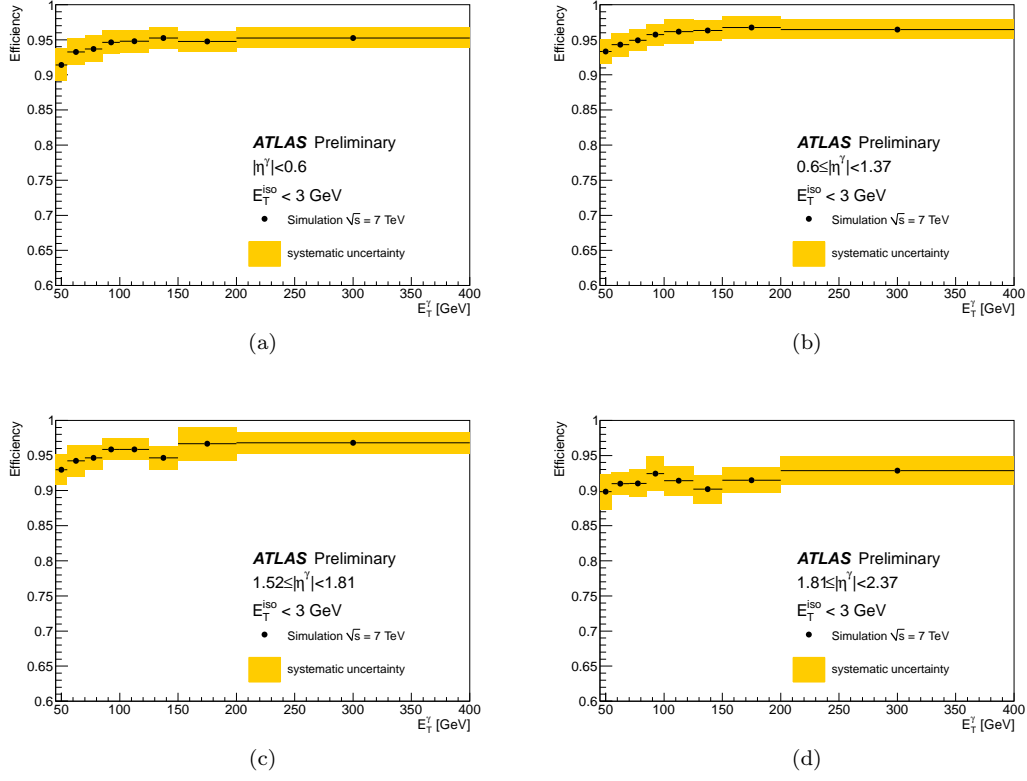 Efficiency
1
0.95
0.9
0.85
0.8
0.75
0.7
0.65
0.6
ATLAS Preliminary
|η^γ|<0.6
E_T^iso < 3 GeV
Simulation √s = 7 TeV
systematic uncertainty
50 100 150 200 250 300 350 400
E_T^γ [GeV]
(a)
Efficiency
1
0.95
0.9
0.85
0.8
0.75
0.7
0.65
0.6
ATLAS Preliminary
0.6≤|η^γ|<1.37
E_T^iso < 3 GeV
Simulation √s = 7 TeV
systematic uncertainty
50 100 150 200 250 300 350 400
E_T^γ [GeV]
(b)
Efficiency
1
0.95
0.9
0.85
0.8
0.75
0.7
0.65
0.6
ATLAS Preliminary
1.52≤|η^γ|<1.81
E_T^iso < 3 GeV
Simulation √s = 7 TeV
systematic uncertainty
50 100 150 200 250 300 350 400
E_T^γ [GeV]
(c)
Efficiency
1
0.95
0.9
0.85
0.8
0.75
0.7
0.65
0.6
ATLAS Preliminary
1.81≤|η^γ|<2.37
E_T^iso < 3 GeV
Simulation √s = 7 TeV
systematic uncertainty
50 100 150 200 250 300 350 400
E_T^γ [GeV]
(d)